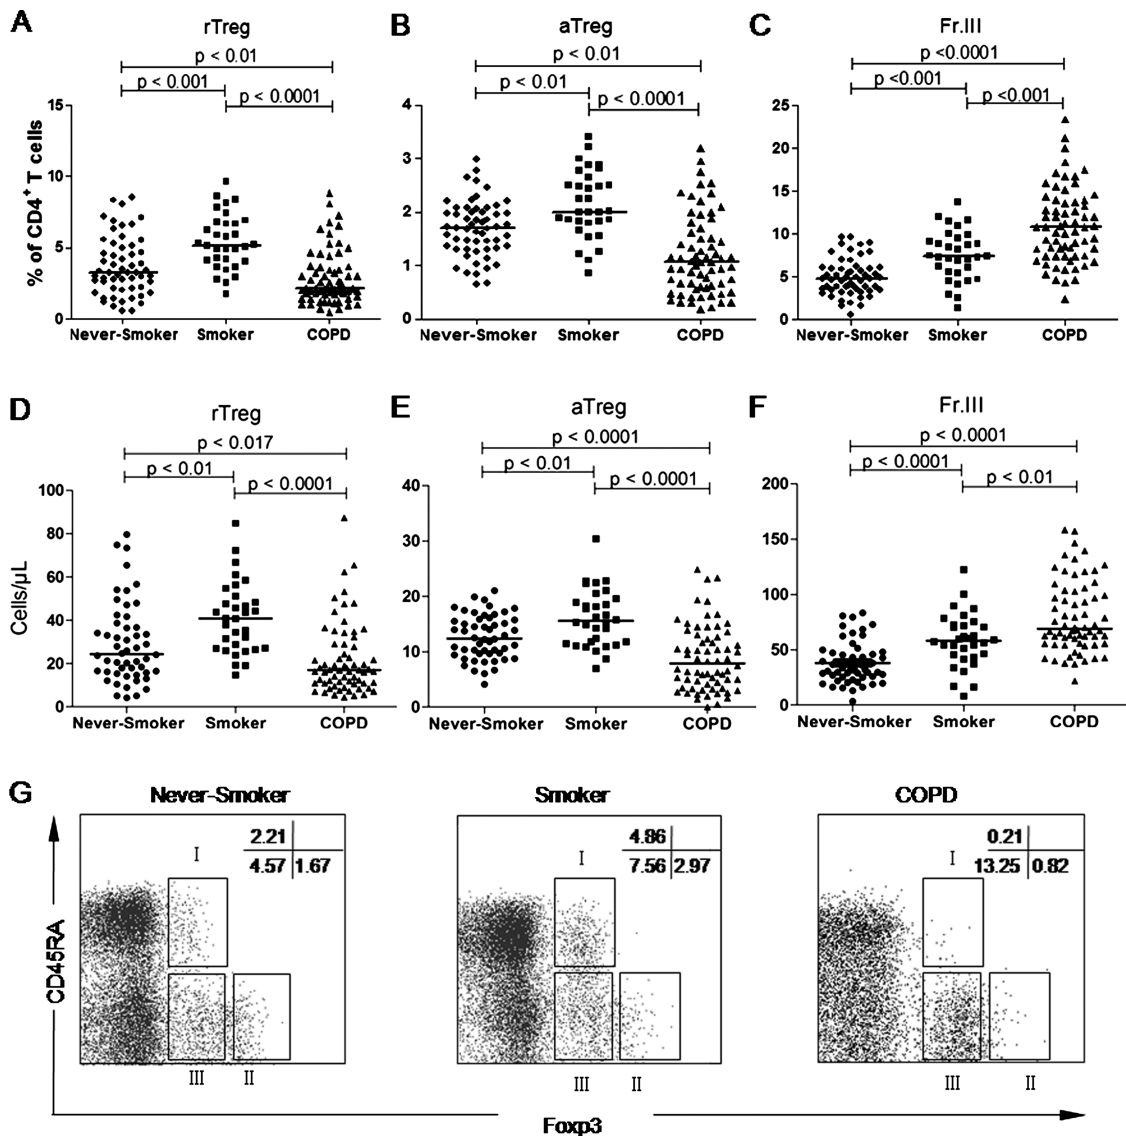 A
rTreg
B
aTreg
C
Fr.III
p < 0.01
p < 0.001
p < 0.0001
p < 0.01
p < 0.01
p < 0.0001
p <0.0001
p <0.001
p <0.001
% of CD4+ T cells
15
10
5
0
Never-Smoker
Smoker
COPD
4
3
2
1
0
Never-Smoker
Smoker
COPD
25
20
15
10
5
0
Never-Smoker
Smoker
COPD
D
rTreg
E
aTreg
F
Fr.III
p < 0.017
p < 0.01
p < 0.0001
p < 0.0001
p < 0.01
p < 0.0001
p < 0.0001
p < 0.0001
p < 0.01
Cells/µL
100
80
60
40
20
0
Never-Smoker
Smoker
COPD
40
30
20
10
0
Never-Smoker
Smoker
COPD
200
150
100
50
0
Never-Smoker
Smoker
COPD
G
Never-Smoker
Smoker
COPD
CD45RA
2.21
4.57 1.67
I
III
II
4.86
7.56 2.97
I
III
II
0.21
13.25 0.82
I
III
II
Foxp3